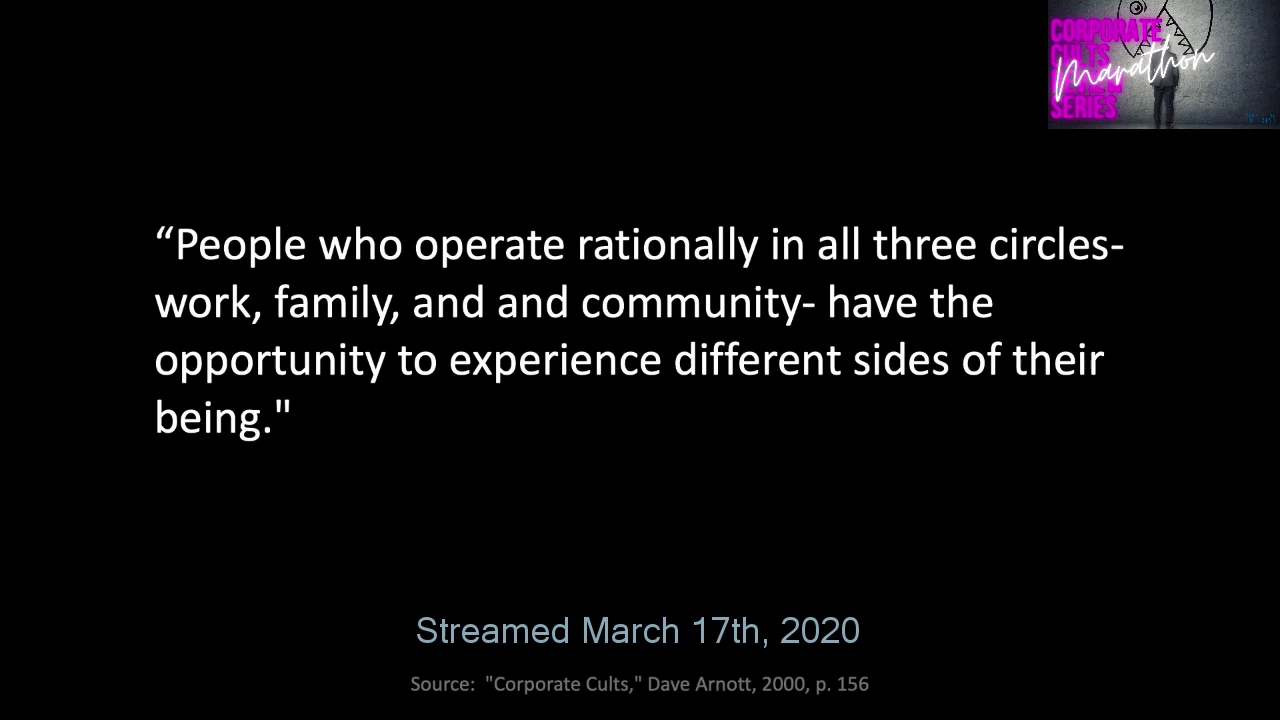 CORPORATE
CULTS
Marathon
SERIES
“People who operate rationally in all three circles-
work, family, and and community- have the
opportunity to experience different sides of their
being."
Streamed March 17th, 2020
Source:  "Corporate Cults," Dave Arnott, 2000, p. 156